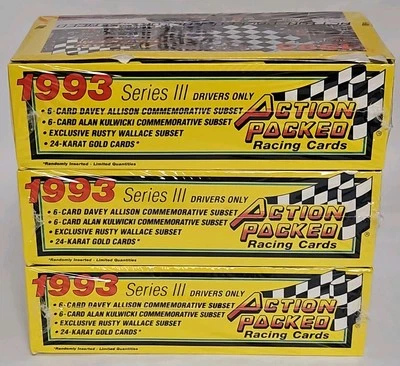 1993 Series III DRIVERS ONLY
• 6-CARD DAVEY ALLISON COMMEMORATIVE SUBSET
• 6-CARD ALAN KULWICKI COMMEMORATIVE SUBSET
• EXCLUSIVE RUSTY WALLACE SUBSET
• 24-KARAT GOLD CARDS*
*Randomly Inserted - Limited Quantities
ACTION
PACKED
Racing Cards
1993 Series III DRIVERS ONLY
• 6-CARD DAVEY ALLISON COMMEMORATIVE SUBSET
• 6-CARD ALAN KULWICKI COMMEMORATIVE SUBSET
• EXCLUSIVE RUSTY WALLACE SUBSET
• 24-KARAT GOLD CARDS*
*Randomly Inserted - Limited Quantities
ACTION
PACKED
Racing Cards
1993 Series III DRIVERS ONLY
• 6-CARD DAVEY ALLISON COMMEMORATIVE SUBSET
• 6-CARD ALAN KULWICKI COMMEMORATIVE SUBSET
• EXCLUSIVE RUSTY WALLACE SUBSET
• 24-KARAT GOLD CARDS*
*Randomly Inserted - Limited Quantities
ACTION
PACKED
Racing Cards